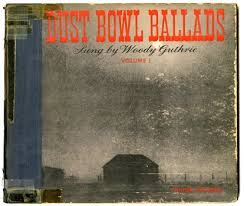 DUST BOWL BALLADS
Sung by Woody Guthrie
VOLUME 1